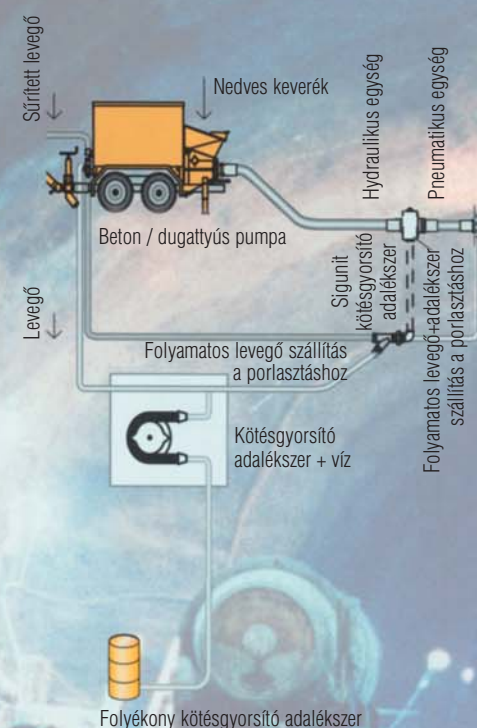 Sűrített levegő
Nedves keverék
Hydraulikus egység
Pneumatikus egység
Beton / dugattyús pumpa
Levegő
Sigunit
kötésgyorsító
adalékszer
Folyamatos levegő+adalékszer
szállítás a porlasztáshoz
Folyamatos levegő szállítás
a porlasztáshoz
Kötésgyorsító
adalékszer + víz
Folyékony kötésgyorsító adalékszer